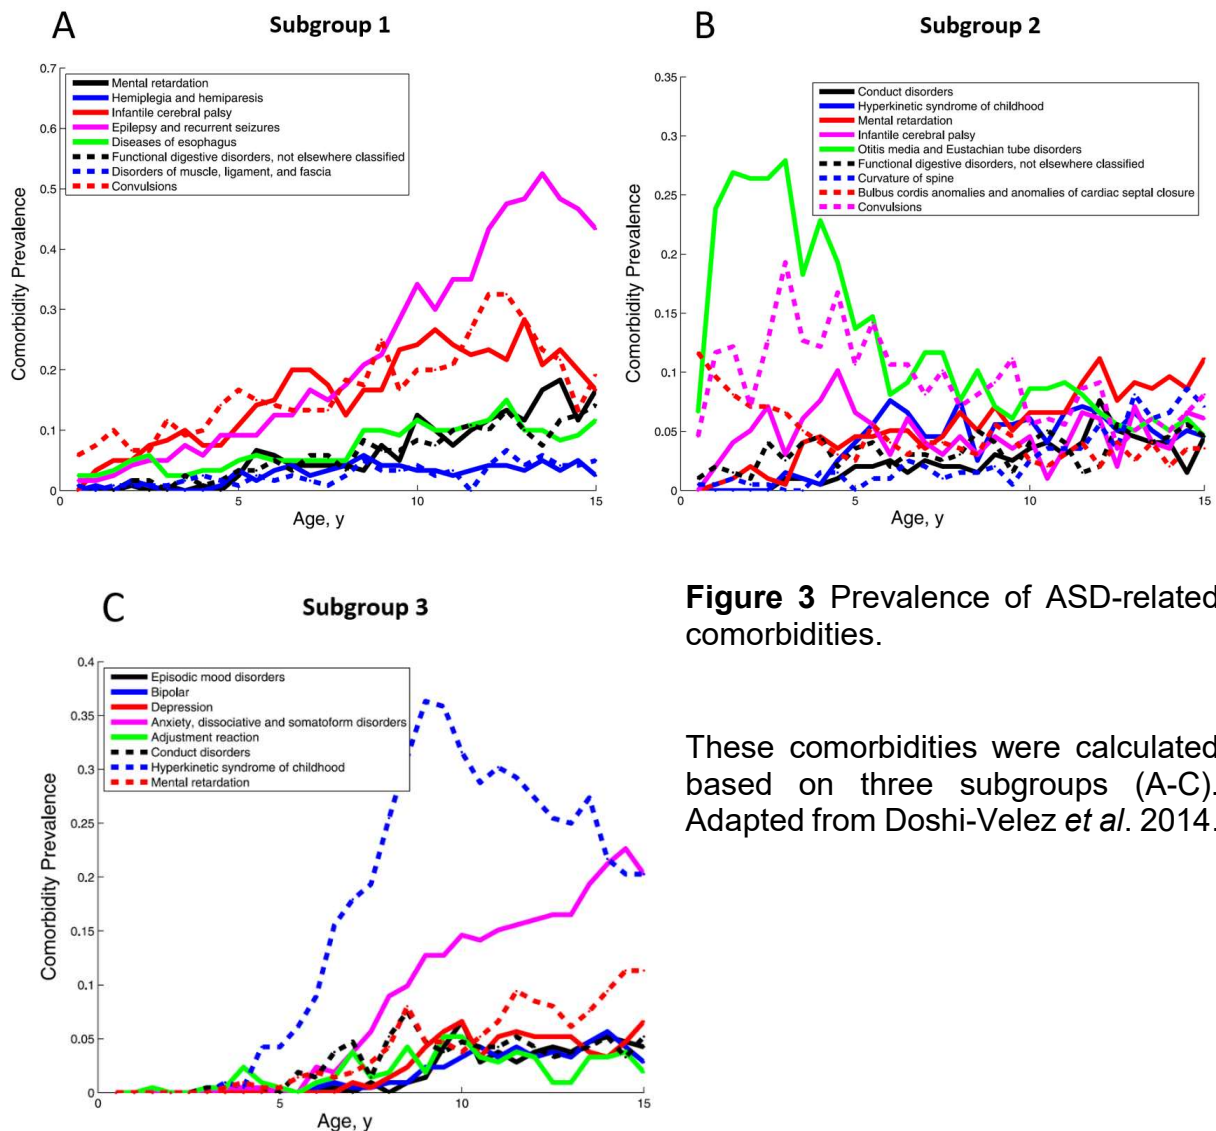 A
Subgroup 1
0.7
0.6
0.5
0.4
0.3
0.2
0.1
0
Comorbidity Prevalence
Mental retardation
Hemiplegia and hemiparesis
Infantile cerebral palsy
Epilepsy and recurrent seizures
Diseases of esophagus
Functional digestive disorders, not elsewhere classified
Disorders of muscle, ligament, and fascia
Convulsions
0 5 10 15
Age, y
B
Subgroup 2
0.35
0.3
0.25
0.2
0.15
0.1
0.05
0
Comorbidity Prevalence
Conduct disorders
Hyperkinetic syndrome of childhood
Mental retardation
Infantile cerebral palsy
Otitis media and Eustachian tube disorders
Functional digestive disorders, not elsewhere classified
Curvature of spine
Bulbus cordis anomalies and anomalies of cardiac septal closure
Convulsions
0 5 10 15
Age, y
C
Subgroup 3
0.4
0.35
0.3
0.25
0.2
0.15
0.1
0.05
0
Comorbidity Prevalence
Episodic mood disorders
Bipolar
Depression
Anxiety, dissociative and somatoform disorders
Adjustment reaction
Conduct disorders
Hyperkinetic syndrome of childhood
Mental retardation
0 5 10 15
Age, y
Figure 3 Prevalence of ASD-related
comorbidities.
These comorbidities were calculated
based on three subgroups (A-C).
Adapted from Doshi-Velez et al. 2014.